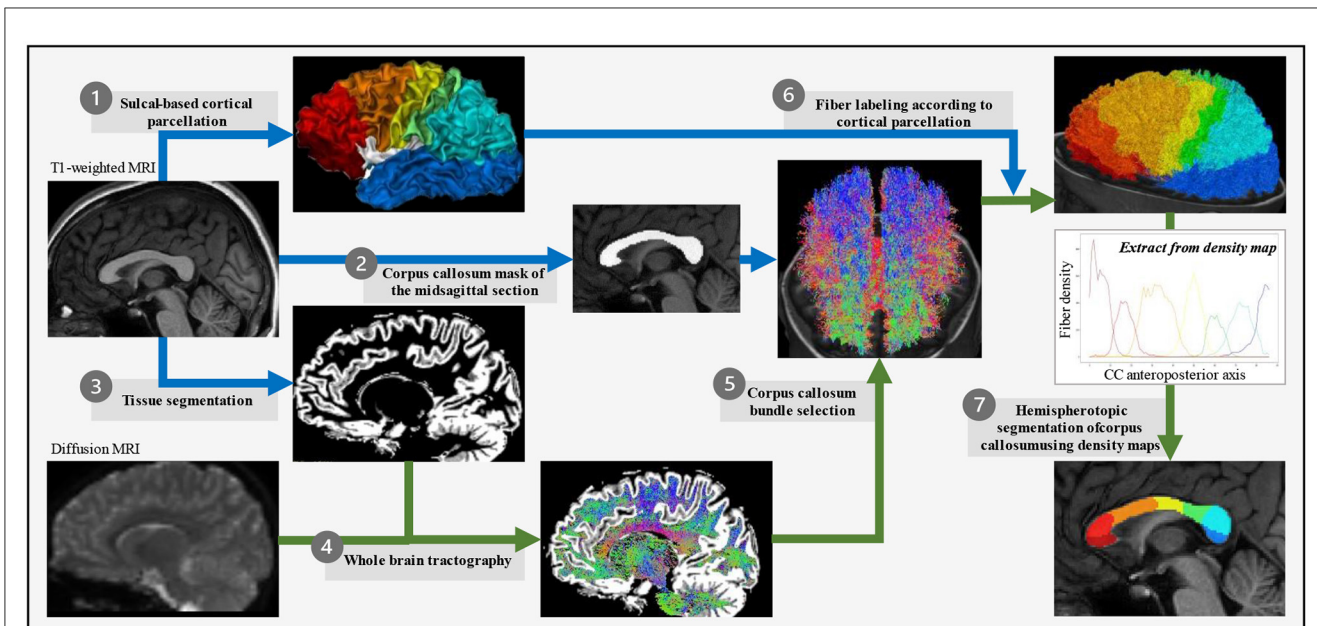 1
Sulcal-based cortical
parcellation
6
Fiber labeling according to
cortical parcellation
T1-weighted MRI
2
Corpus callosum mask of
the midsagittal section
Extract from density map
Fiber density
CC anteroposterior axis
3
Tissue segmentation
5
Corpus callosum
bundle selection
7
Hemispherotopic
segmentation ofcorpus
callosumusing density maps
Diffusion MRI
4
Whole brain tractography